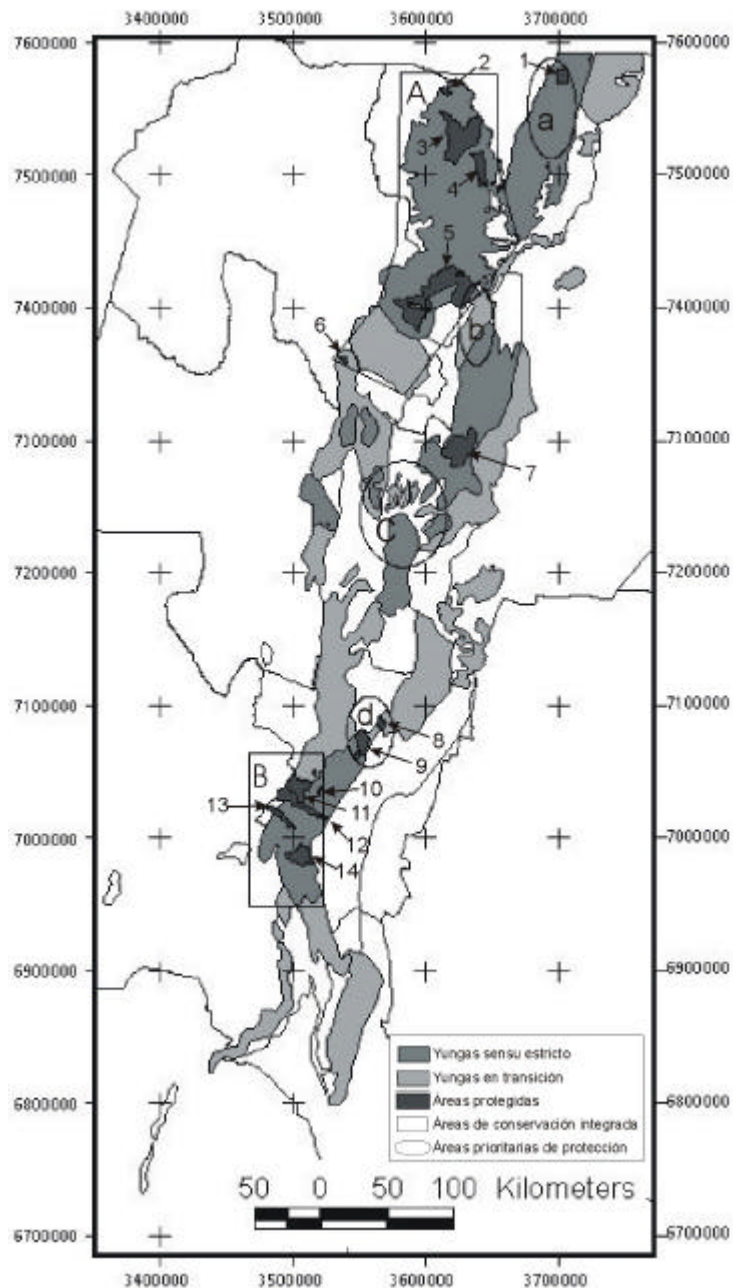 3400000 3500000 3600000 3700000
7600000 7600000
1
2
A
a
3
7500000 7500000
4
5
7400000 7400000
b
6
7300000 7300000
7
C
7200000 7200000
7100000 7100000
d
8
9
B
10
13
11
7000000 7000000
12
14
6900000 6900000
Yungas sensu estricto
Yungas en transición
Áreas protegidas
Áreas de conservación integrada
Áreas prioritarias de protección
6800000 6800000
50 0 50 100 Kilometers
6700000 6700000
3400000 3500000 3600000 3700000